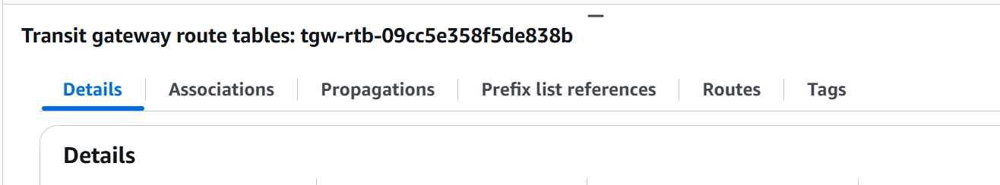 Transit gateway route tables: tgw-rtb-09cc5e358f5de838b
Details Associations Propagations Prefix list references Routes Tags
Details